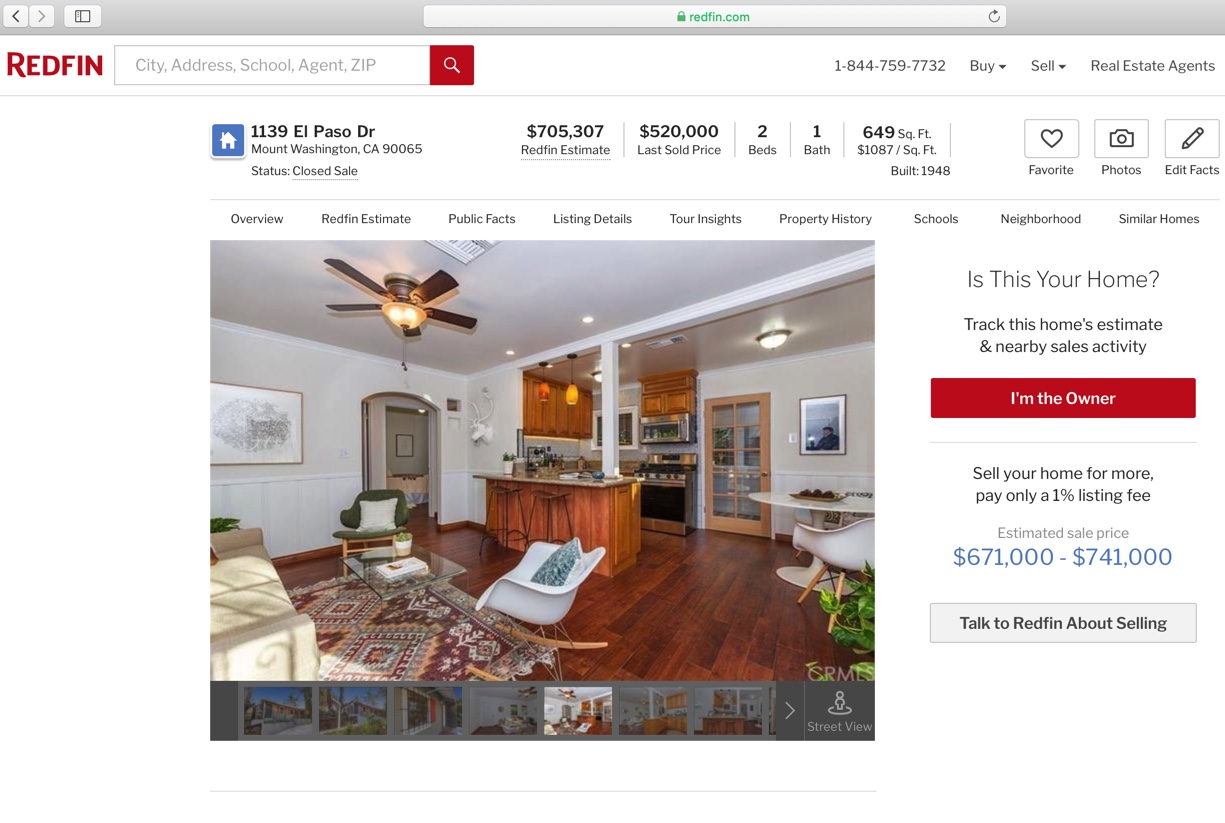 redfin.com
REDFIN
City, Address, School, Agent, ZIP
1-844-759-7732
Buy
Sell
Real Estate Agents
1139 El Paso Dr
Mount Washington, CA 90065
Status: Closed Sale
$705,307
Redfin Estimate
$520,000
Last Sold Price
2
Beds
1
Bath
649 Sq. Ft.
$1087 / Sq. Ft.
Built: 1948
Favorite
Photos
Edit Facts
Overview
Redfin Estimate
Public Facts
Listing Details
Tour Insights
Property History
Schools
Neighborhood
Similar Homes
Is This Your Home?
Track this home's estimate
& nearby sales activity
I'm the Owner
Sell your home for more,
pay only a 1% listing fee
Estimated sale price
$671,000 - $741,000
Talk to Redfin About Selling
CRMLS
Street View